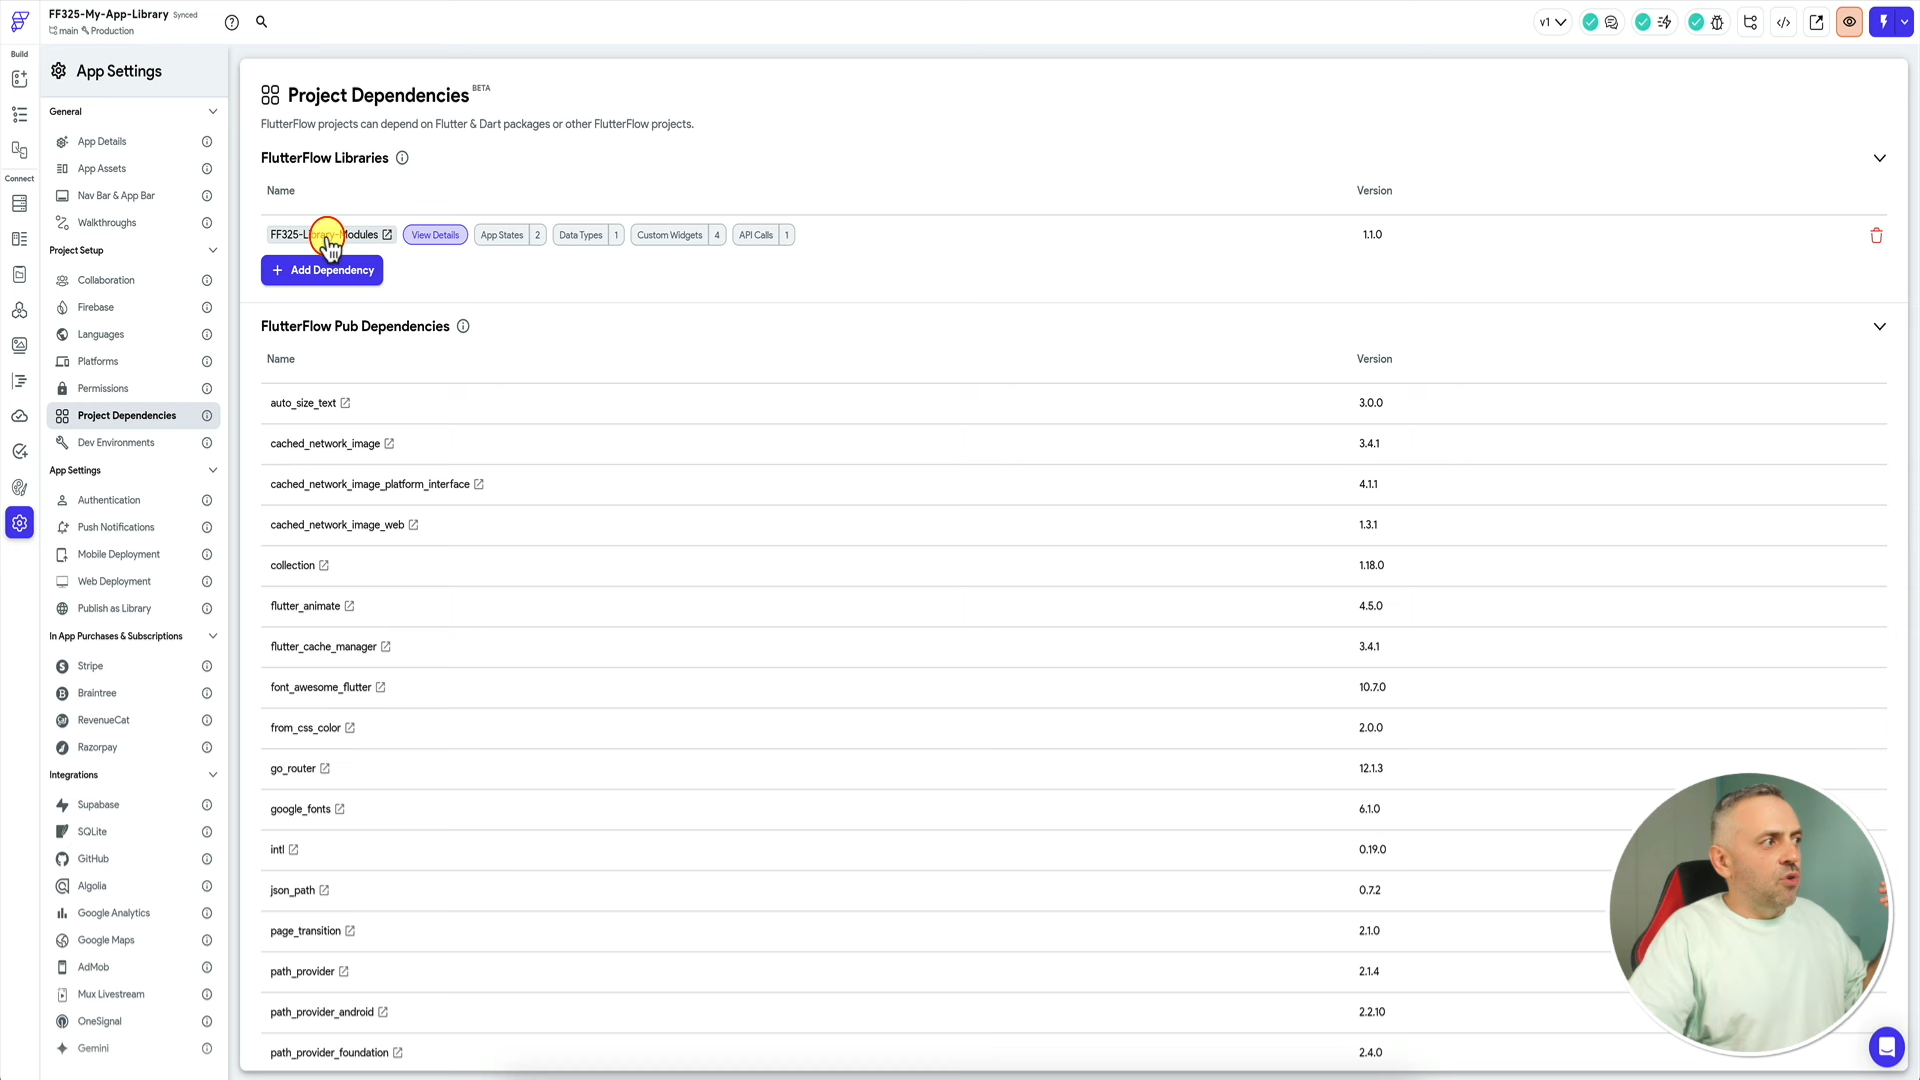 FF325-My-App-Library Synced
main Production
v1
Build
Connect
App Settings
General
App Details
App Assets
Nav Bar & App Bar
Walkthroughs
Project Setup
Collaboration
Firebase
Languages
Platforms
Permissions
Project Dependencies
Dev Environments
App Settings
Authentication
Push Notifications
Mobile Deployment
Web Deployment
Publish as Library
In App Purchases & Subscriptions
Stripe
Braintree
RevenueCat
Razorpay
Integrations
Supabase
SQLite
GitHub
Algolia
Google Analytics
Google Maps
AdMob
Mux Livestream
OneSignal
Gemini
Project Dependencies BETA
FlutterFlow projects can depend on Flutter & Dart packages or other FlutterFlow projects.
FlutterFlow Libraries
Name Version
FF325-Library-Modules View Details App States 2 Data Types 1 Custom Widgets 4 API Calls 1 1.1.0
+ Add Dependency
FlutterFlow Pub Dependencies
Name Version
auto_size_text 3.0.0
cached_network_image 3.4.1
cached_network_image_platform_interface 4.1.1
cached_network_image_web 1.3.1
collection 1.18.0
flutter_animate 4.5.0
flutter_cache_manager 3.4.1
font_awesome_flutter 10.7.0
from_css_color 2.0.0
go_router 12.1.3
google_fonts 6.1.0
intl 0.19.0
json_path 0.7.2
page_transition 2.1.0
path_provider 2.1.4
path_provider_android 2.2.10
path_provider_foundation 2.4.0